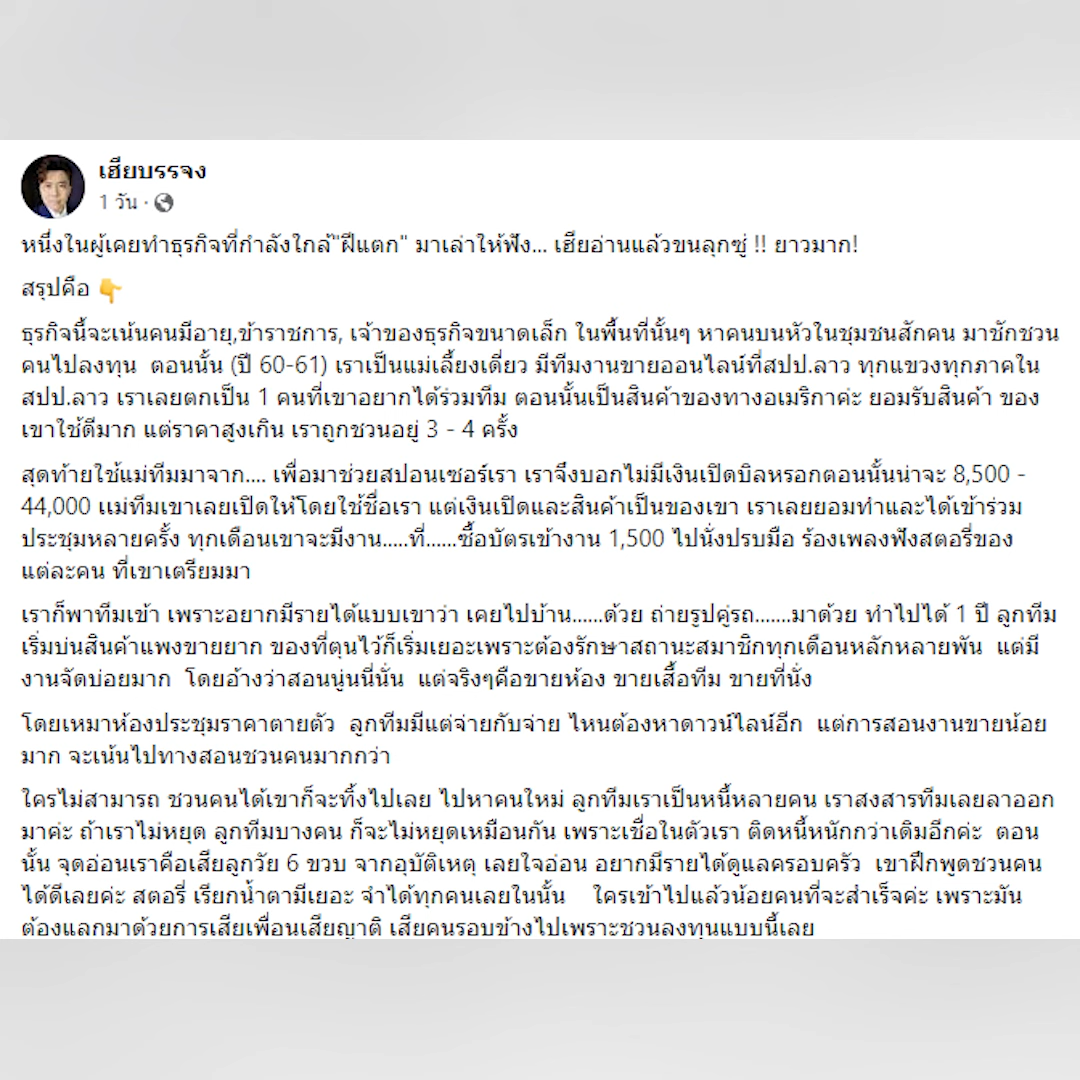 เฮียบรรจง
1 วัน ·
หนึ่งในผู้เคยทำธุรกิจที่กำลังใกล้"ฝีแตก" มาเล่าให้ฟัง... เฮียอ่านแล้วขนลุกซู่ !! ยาวมาก!
สรุปคือ 👇
ธุรกิจนี้จะเน้นคนมีอายุ,ข้าราชการ, เจ้าของธุรกิจขนาดเล็ก ในพื้นที่นั้นๆ หาคนบนหัวในชุมชนสักคน มาชักชวน
คนไปลงทุน ตอนนั้น (ปี 60-61) เราเป็นแม่เลี้ยงเดี่ยว มีทีมงานขายออนไลน์ที่สปป.ลาว ทุกแขวงทุกภาคใน
สปป.ลาว เราเลยตกเป็น 1 คนที่เขาอยากได้ร่วมทีม ตอนนั้นเป็นสินค้าของทางอเมริกาค่ะ ยอมรับสินค้า ของ
เขาใช้ดีมาก แต่ราคาสูงเกิน เราถูกชวนอยู่ 3 - 4 ครั้ง
สุดท้ายใช้แม่ทีมมาจาก.... เพื่อมาช่วยสปอนเซอร์เรา เราจึงบอกไม่มีเงินเปิดบิลหรอกตอนนั้นน่าจะ 8,500 -
44,000 แม่ทีมเขาเลยเปิดให้โดยใช้ชื่อเรา แต่เงินเปิดและสินค้าเป็นของเขา เราเลยยอมทำและได้เข้าร่วม
ประชุมหลายครั้ง ทุกเดือนเขาจะมีงาน.....ที่......ซื้อบัตรเข้างาน 1,500 ไปนั่งปรบมือ ร้องเพลงฟังสตอรี่ของ
แต่ละคน ที่เขาเตรียมมา
เราก็พาทีมเข้า เพราะอยากมีรายได้แบบเขาว่า เคยไปบ้าน......ด้วย ถ่ายรูปคู่รถ.......มาด้วย ทำไปได้ 1 ปี ลูกทีม
เริ่มบ่นสินค้าแพงขายยาก ของที่ตุนไว้ก็เริ่มเยอะเพราะต้องรักษาสถานะสมาชิกทุกเดือนหลักหลายพัน แต่มี
งานจัดบ่อยมาก โดยอ้างว่าสอนนู่นนี่นั่น แต่จริงๆคือขายห้อง ขายเสื้อทีม ขายที่นั่ง
โดยเหมาห้องประชุมราคาตายตัว ลูกทีมมีแต่จ่ายกับจ่าย ไหนต้องหาดาวน์ไลน์อีก แต่การสอนงานขายน้อย
มาก จะเน้นไปทางสอนชวนคนมากกว่า
ใครไม่สามารถ ชวนคนได้เขาก็จะทิ้งไปเลย ไปหาคนใหม่ ลูกทีมเราเป็นหนี้หลายคน เราสงสารทีมเลยลาออก
มาค่ะ ถ้าเราไม่หยุด ลูกทีมบางคน ก็จะไม่หยุดเหมือนกัน เพราะเชื่อในตัวเรา ติดหนี้หนักกว่าเดิมอีกค่ะ ตอน
นั้น จุดอ่อนเราคือเสียลูกวัย 6 ขวบ จากอุบัติเหตุ เลยใจอ่อน อยากมีรายได้ดูแลครอบครัว เขาฝึกพูดชวนคน
ได้ดีเลยค่ะ สตอรี่ เรียกน้ำตามีเยอะ จำได้ทุกคนเลยในนั้น ใครเข้าไปแล้วน้อยคนที่จะสำเร็จค่ะ เพราะมัน
ต้องแลกมาด้วยการเสียเพื่อนเสียญาติ เสียคนรอบข้างไปเพราะชวนลงทุนแบบนี้เลย